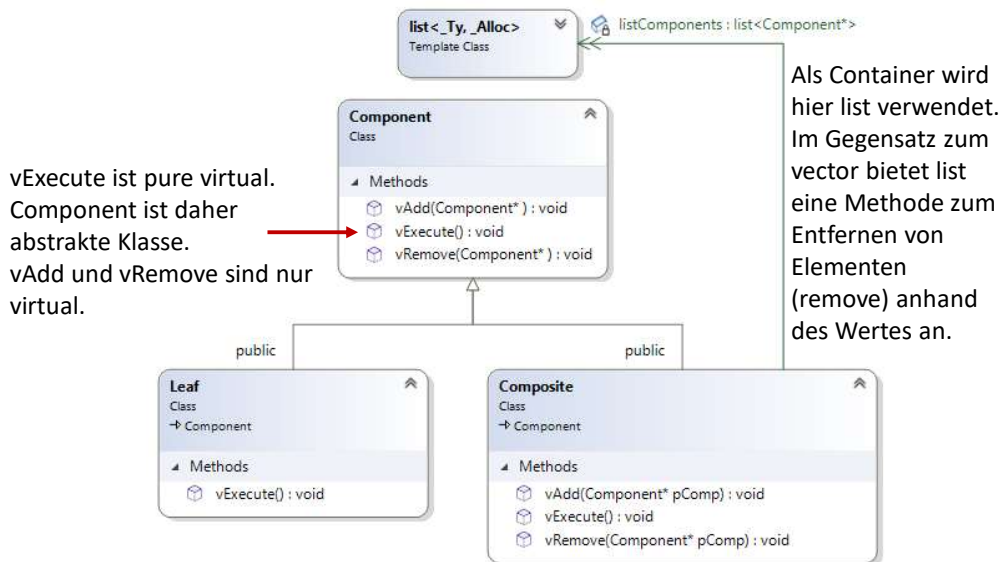 list<_Ty, _Alloc>
Template Class
listComponents : list<Component*>
Als Container wird
hier list verwendet.
Im Gegensatz zum
vector bietet list
eine Methode zum
Entfernen von
Elementen
(remove) anhand
des Wertes an.
Component
Class
Methods
vAdd(Component* ) : void
vExecute() : void
vRemove(Component* ) : void
vExecute ist pure virtual.
Component ist daher
abstrakte Klasse.
vAdd und vRemove sind nur
virtual.
public
public
Leaf
Class
Component
Methods
vExecute() : void
Composite
Class
Component
Methods
vAdd(Component* pComp) : void
vExecute() : void
vRemove(Component* pComp) : void